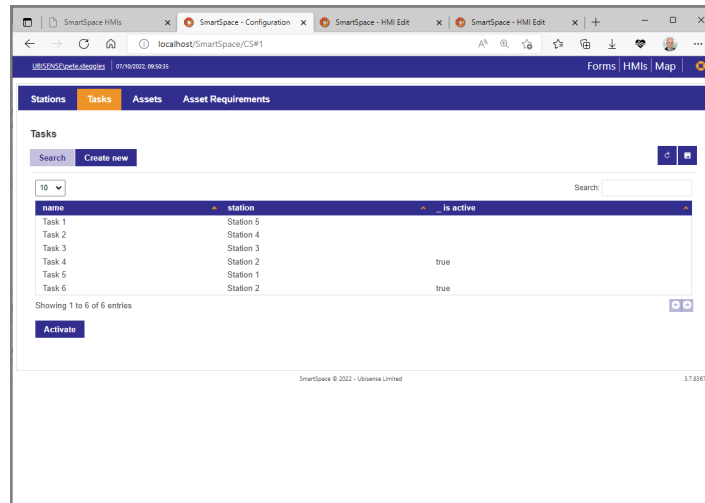 SmartSpace HMIs
SmartSpace - Configuration
SmartSpace - HMI Edit
SmartSpace - HMI Edit
localhost/SmartSpace/CS#1
UBISENSE\pete.steggles 07/10/2022, 09:50:35
Forms HMIs Map
Stations Tasks Assets Asset Requirements
Tasks
Search Create new
10 Search:
name station _ is active
Task 1 Station 5
Task 2 Station 4
Task 3 Station 3
Task 4 Station 2 true
Task 5 Station 1
Task 6 Station 2 true
Showing 1 to 6 of 6 entries
Activate
SmartSpace © 2022 - Ubisense Limited